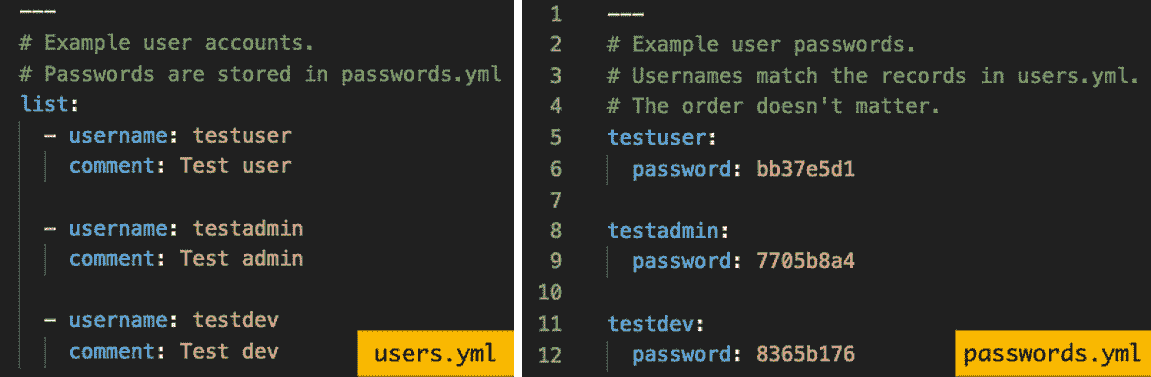 ---
# Example user accounts.
# Passwords are stored in passwords.yml
list:
  - username: testuser
    comment: Test user
  - username: testadmin
    comment: Test admin
  - username: testdev
    comment: Test dev
users.yml
1 ---
2 # Example user passwords.
3 # Usernames match the records in users.yml.
4 # The order doesn't matter.
5 testuser:
6   password: bb37e5d1
7
8 testadmin:
9   password: 7705b8a4
10
11 testdev:
12   password: 8365b176
passwords.yml